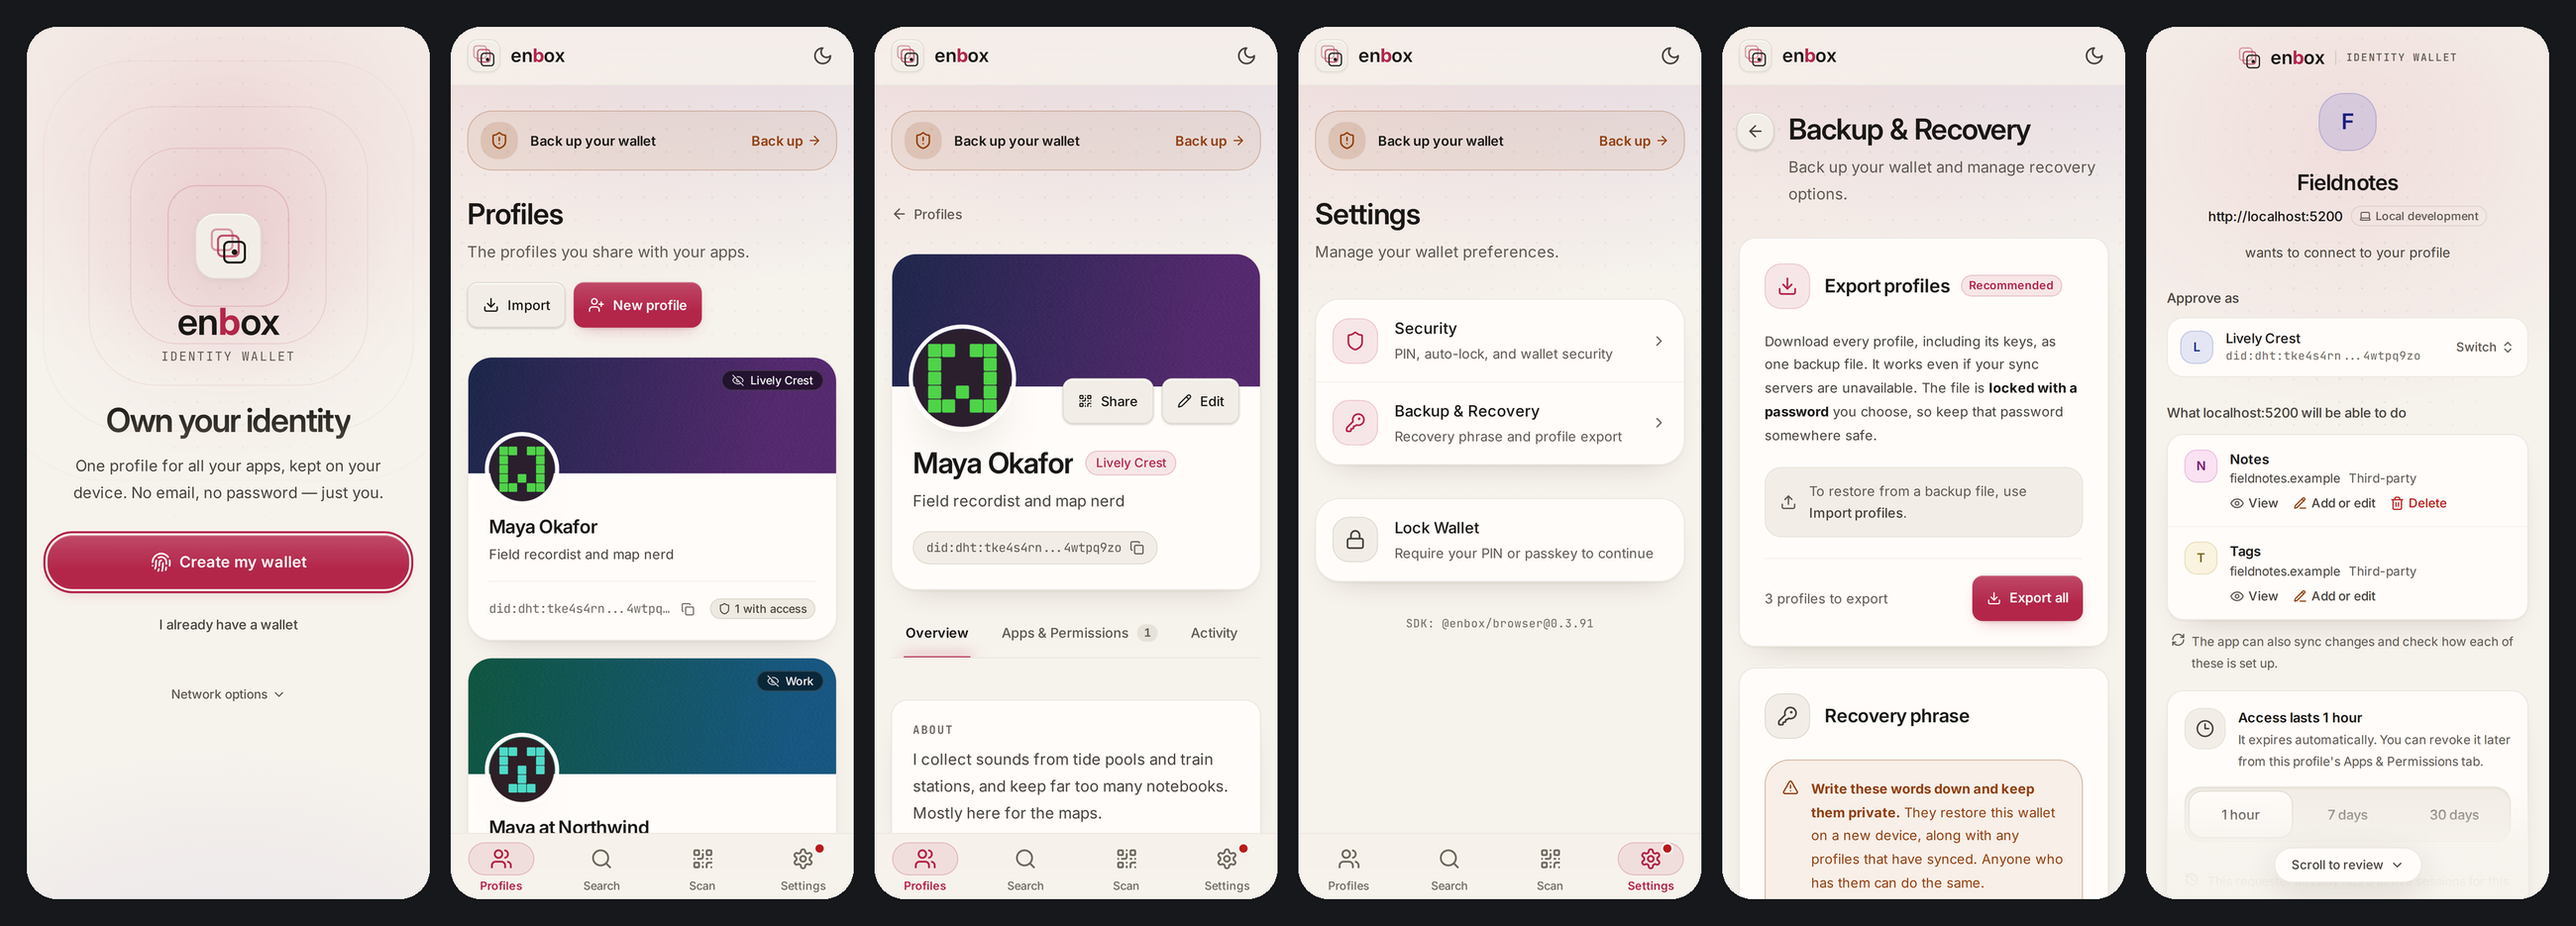 enbox
IDENTITY WALLET
Own your identity
One profile for all your apps, kept on your
device. No email, no password — just you.
Create my wallet
I already have a wallet
Network options
enbox
Back up your wallet
Back up →
Profiles
The profiles you share with your apps.
Import
New profile
Lively Crest
Maya Okafor
Field recordist and map nerd
did:dht:tke4s4rn...4wtpq…
1 with access
Work
Maya at Northwind
Profiles
Search
Scan
Settings
enbox
Back up your wallet
Back up →
← Profiles
Share
Edit
Maya Okafor
Lively Crest
Field recordist and map nerd
did:dht:tke4s4rn...4wtpq9zo
Overview
Apps & Permissions 1
Activity
ABOUT
I collect sounds from tide pools and train
stations, and keep far too many notebooks.
Mostly here for the maps.
Profiles
Search
Scan
Settings
enbox
Back up your wallet
Back up →
Settings
Manage your wallet preferences.
Security
PIN, auto-lock, and wallet security
Backup & Recovery
Recovery phrase and profile export
Lock Wallet
Require your PIN or passkey to continue
SDK: @enbox/browser@0.3.91
Profiles
Search
Scan
Settings
enbox
Backup & Recovery
Back up your wallet and manage recovery
options.
Export profiles
Recommended
Download every profile, including its keys, as
one backup file. It works even if your sync
servers are unavailable. The file is locked with a
password you choose, so keep that password
somewhere safe.
To restore from a backup file, use
Import profiles.
3 profiles to export
Export all
Recovery phrase
Write these words down and keep
them private. They restore this wallet
on a new device, along with any
profiles that have synced. Anyone who
has them can do the same.
enbox
IDENTITY WALLET
F
Fieldnotes
http://localhost:5200
Local development
wants to connect to your profile
Approve as
L
Lively Crest
did:dht:tke4s4rn...4wtpq9zo
Switch
What localhost:5200 will be able to do
N
Notes
fieldnotes.example Third-party
View
Add or edit
Delete
T
Tags
fieldnotes.example Third-party
View
Add or edit
The app can also sync changes and check how each of
these is set up.
Access lasts 1 hour
It expires automatically. You can revoke it later
from this profile's Apps & Permissions tab.
1 hour
7 days
30 days
Scroll to review